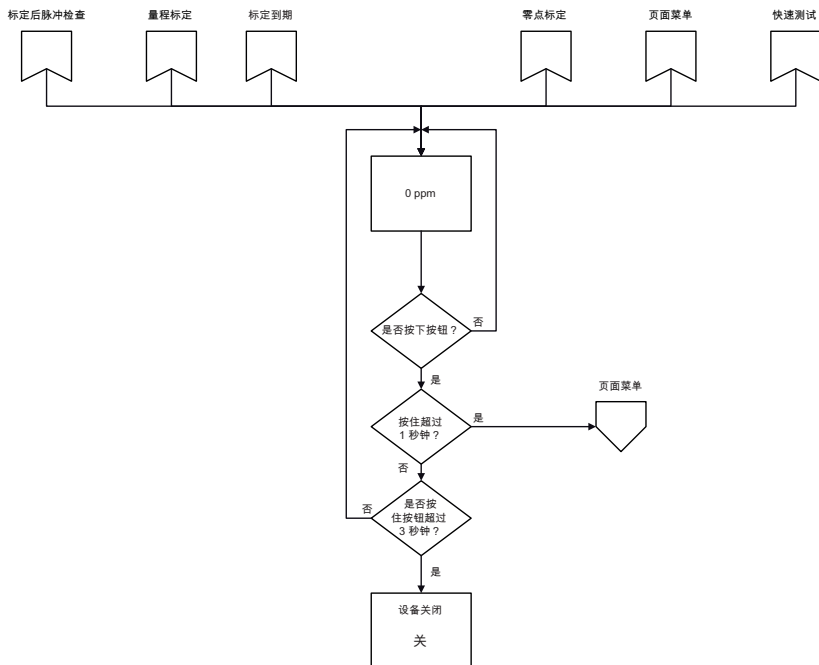 标定后脉冲检查
量程标定
标定到期
零点标定
页面菜单
快速测试
0 ppm
是否按下按钮？
否
是
页面菜单
按住超过
1 秒钟？
是
否
是否按
住按钮超过
3 秒钟？
否
是
设备关闭
关